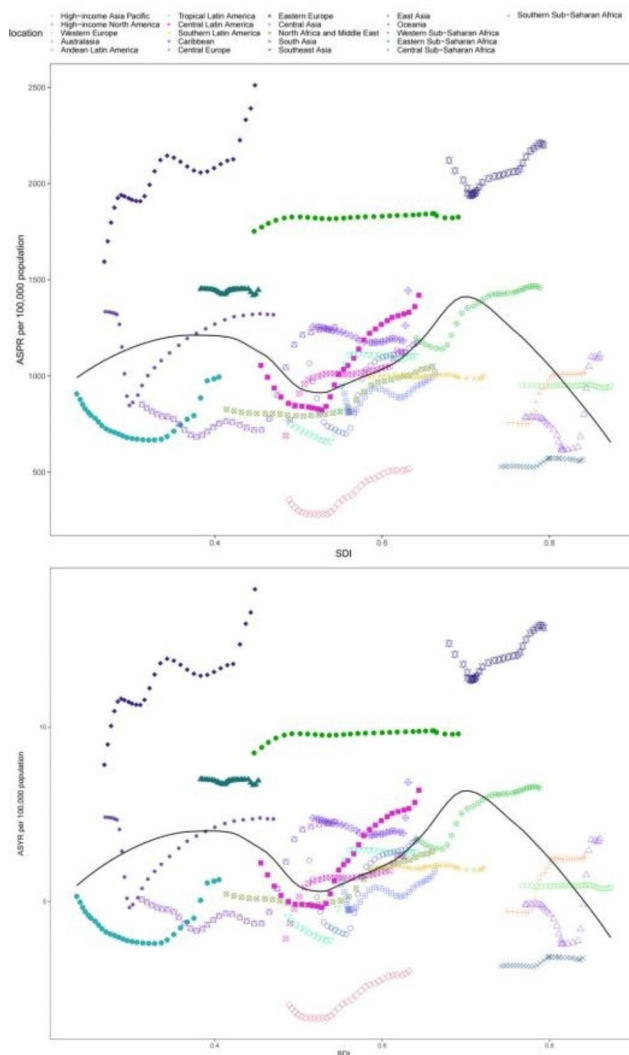 High-income Asia Pacific Tropical Latin America Eastern Europe East Asia Southern Sub-Saharan Africa
location High-income North America Central Latin America Central Asia Oceania
Western Europe Southern Latin America North Africa and Middle East Western Sub-Saharan Africa
Australasia Caribbean South Asia Eastern Sub-Saharan Africa
Andean Latin America Central Europe Southeast Asia Central Sub-Saharan Africa
2500
2000
ASPR per 100,000 population
1500
1000
500
0.4 0.6 0.8
SDI
10
ASYR per 100,000 population
0.4 0.6 0.8
SDI